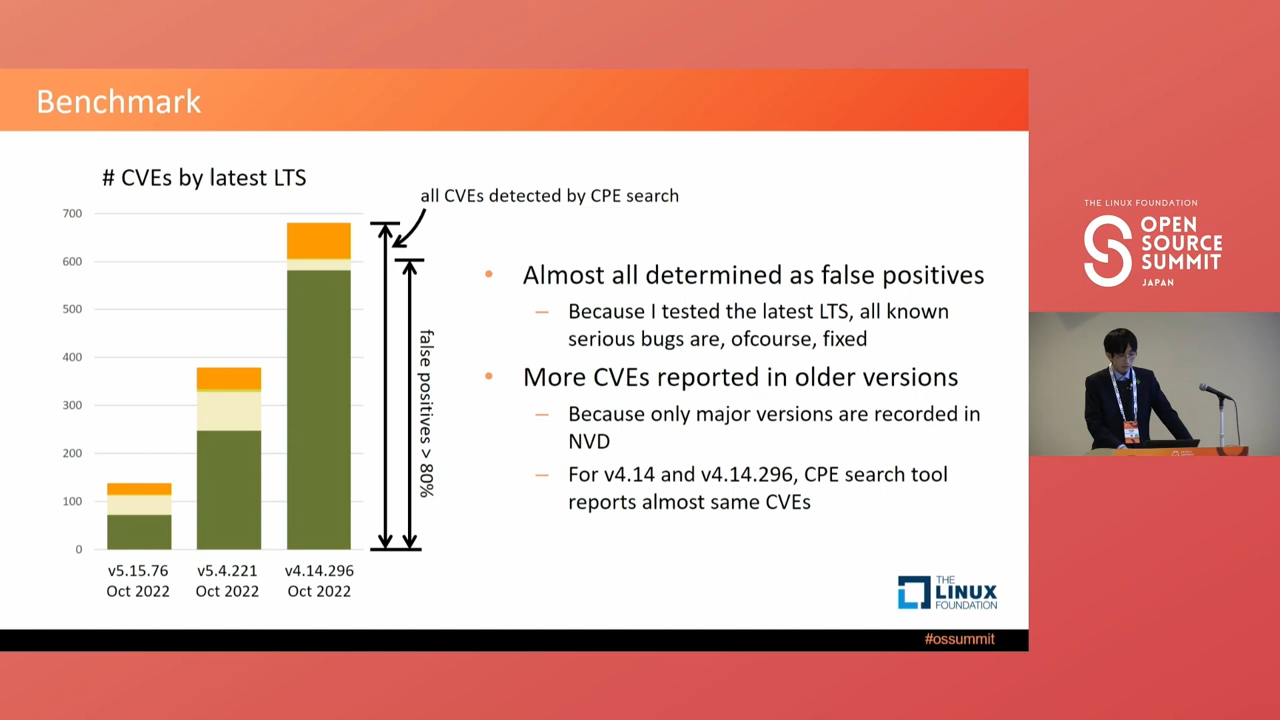 Benchmark
# CVEs by latest LTS
all CVEs detected by CPE search
700
600
500
400
300
200
100
0
v5.15.76
Oct 2022
v5.4.221
Oct 2022
v4.14.296
Oct 2022
false positives > 80%
• Almost all determined as false positives
– Because I tested the latest LTS, all known
serious bugs are, ofcourse, fixed
• More CVEs reported in older versions
– Because only major versions are recorded in
NVD
– For v4.14 and v4.14.296, CPE search tool
reports almost same CVEs
THE
LINUX
FOUNDATION
#ossummit
THE LINUX FOUNDATION
OPEN
SOURCE
SUMMIT
JAPAN